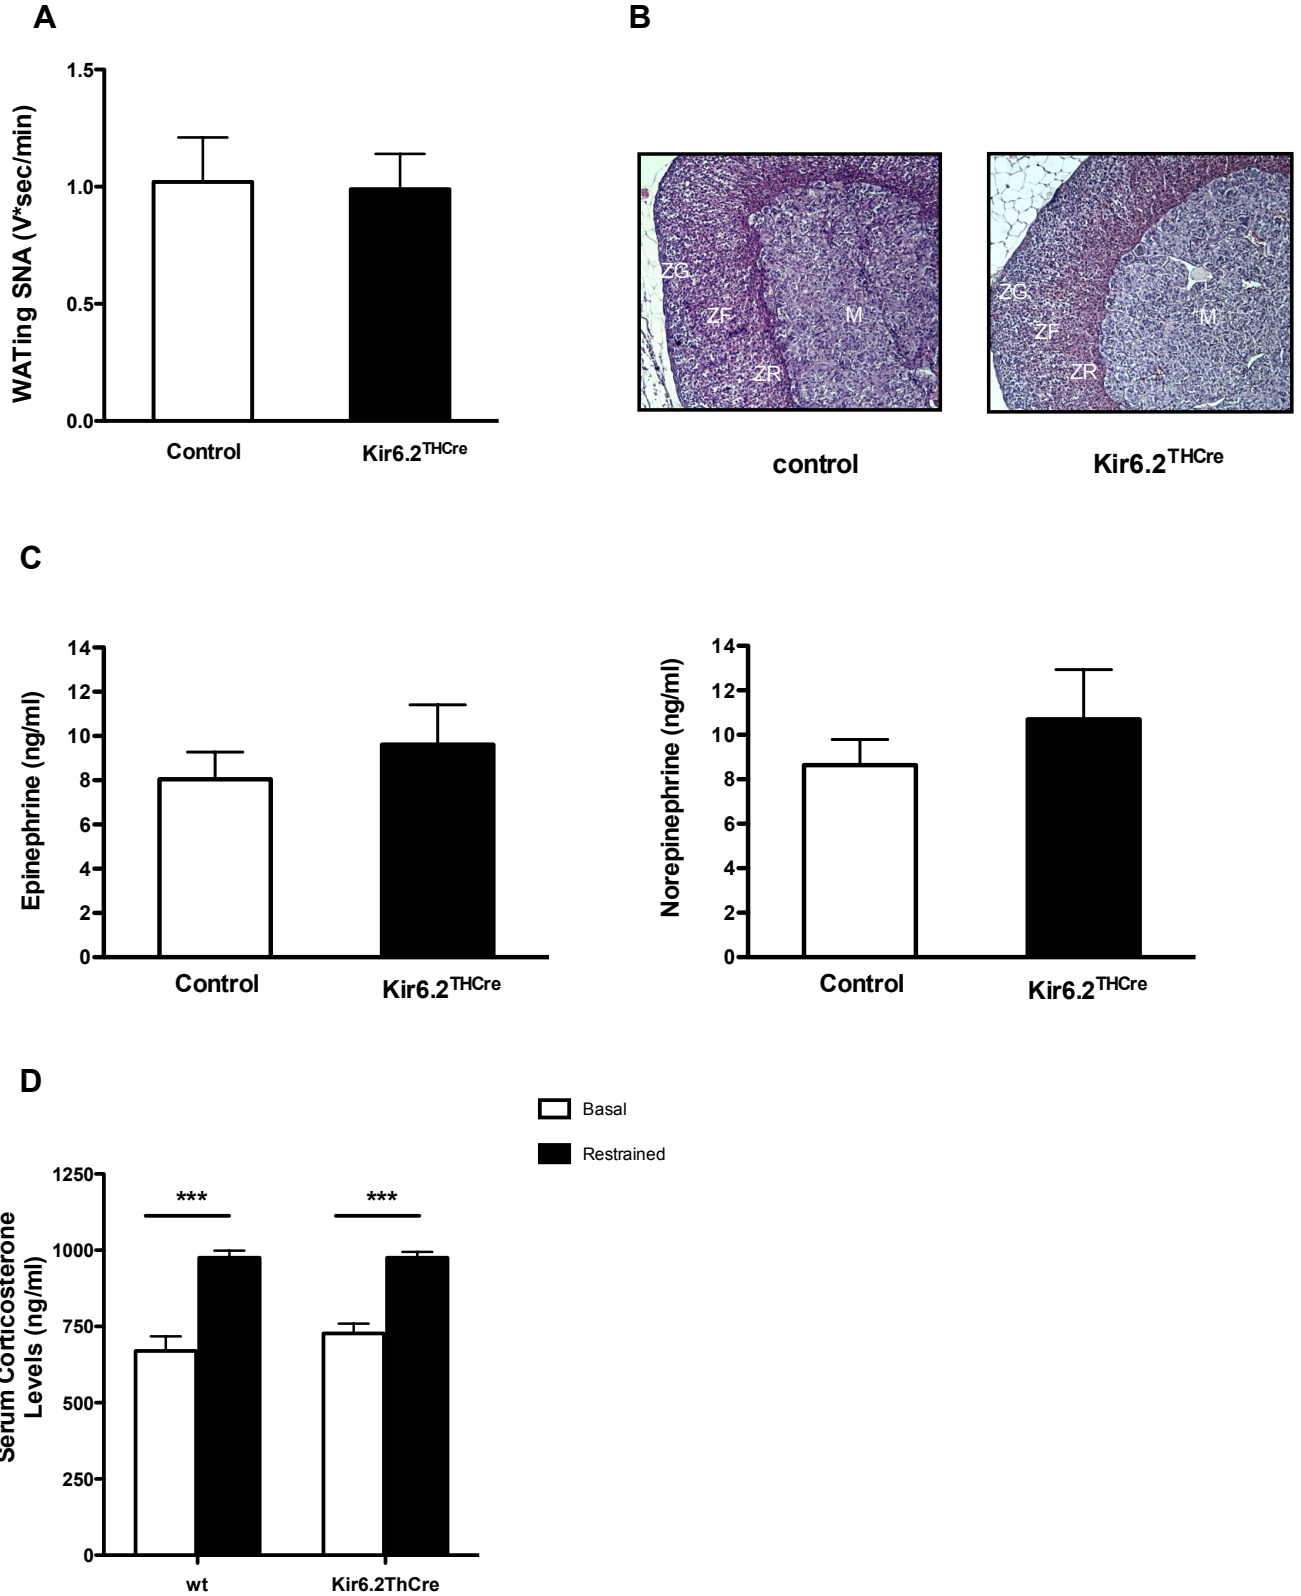 A
B
WATing SNA (V*sec/min)
1.5
1.0
0.5
0.0
Control
Kir6.2THCre
ZG
ZF
ZR
M
ZG
ZF
ZR
M
control
Kir6.2THCre
C
Epinephrine (ng/ml)
14
12
10
8
6
4
2
0
Control
Kir6.2THCre
Norepinephrine (ng/ml)
14
12
10
8
6
4
2
0
Control
Kir6.2THCre
D
Basal
Restrained
Serum Corticosterone
Levels (ng/ml)
1250
1000
750
500
250
0
***
***
wt
Kir6.2ThCre